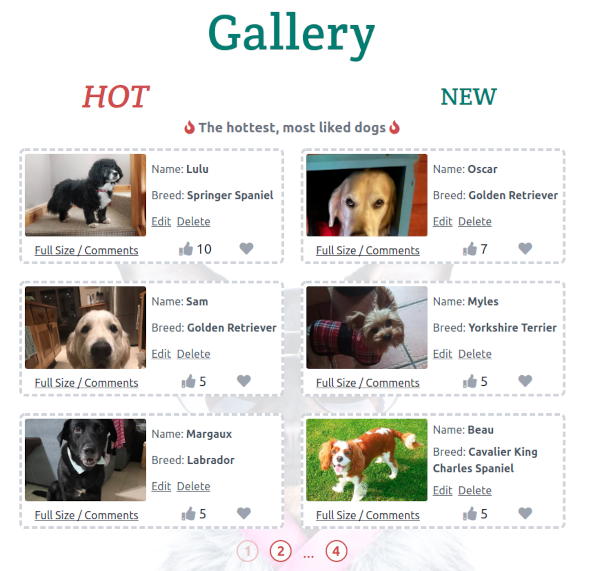 Gallery
HOT
NEW
The hottest, most liked dogs
Name: Lulu
Breed: Springer Spaniel
Edit Delete
Full Size / Comments
10
Name: Oscar
Breed: Golden Retriever
Edit Delete
Full Size / Comments
7
Name: Sam
Breed: Golden Retriever
Edit Delete
Full Size / Comments
5
Name: Myles
Breed: Yorkshire Terrier
Edit Delete
Full Size / Comments
5
Name: Margaux
Breed: Labrador
Edit Delete
Full Size / Comments
5
Name: Beau
Breed: Cavalier King
Charles Spaniel
Edit Delete
Full Size / Comments
5
1 2 ... 4